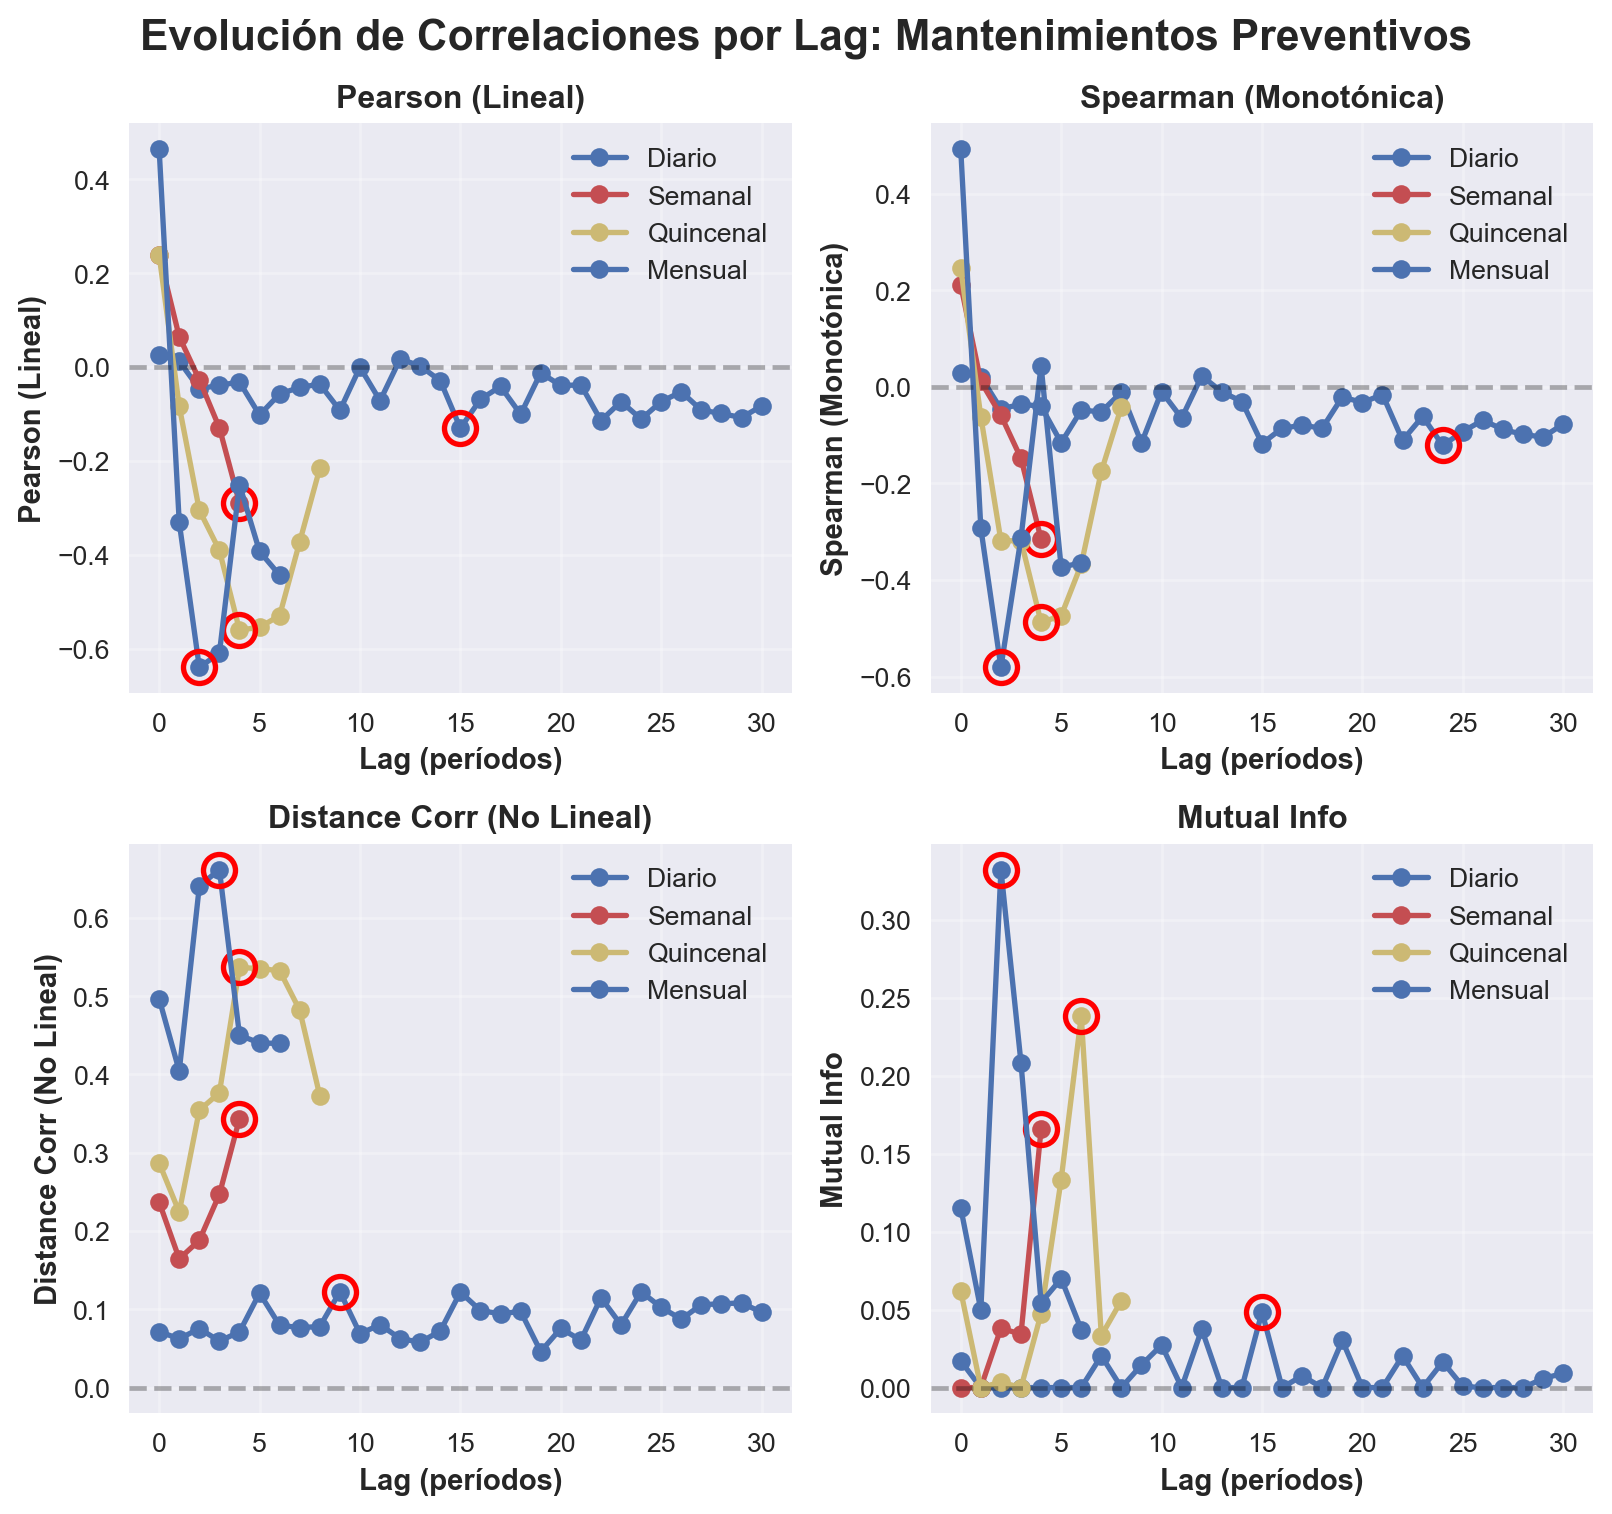 Evolución de Correlaciones por Lag: Mantenimientos Preventivos
Pearson (Lineal)
Pearson (Lineal)
0.4
0.2
0.0
−0.2
−0.4
−0.6
Diario
Semanal
Quincenal
Mensual
0 5 10 15 20 25 30
Lag (períodos)
Spearman (Monotónica)
Spearman (Monotónica)
0.4
0.2
0.0
−0.2
−0.4
−0.6
Diario
Semanal
Quincenal
Mensual
0 5 10 15 20 25 30
Lag (períodos)
Distance Corr (No Lineal)
Distance Corr (No Lineal)
0.6
0.5
0.4
0.3
0.2
0.1
0.0
Diario
Semanal
Quincenal
Mensual
0 5 10 15 20 25 30
Lag (períodos)
Mutual Info
Mutual Info
0.30
0.25
0.20
0.15
0.10
0.05
0.00
Diario
Semanal
Quincenal
Mensual
0 5 10 15 20 25 30
Lag (períodos)